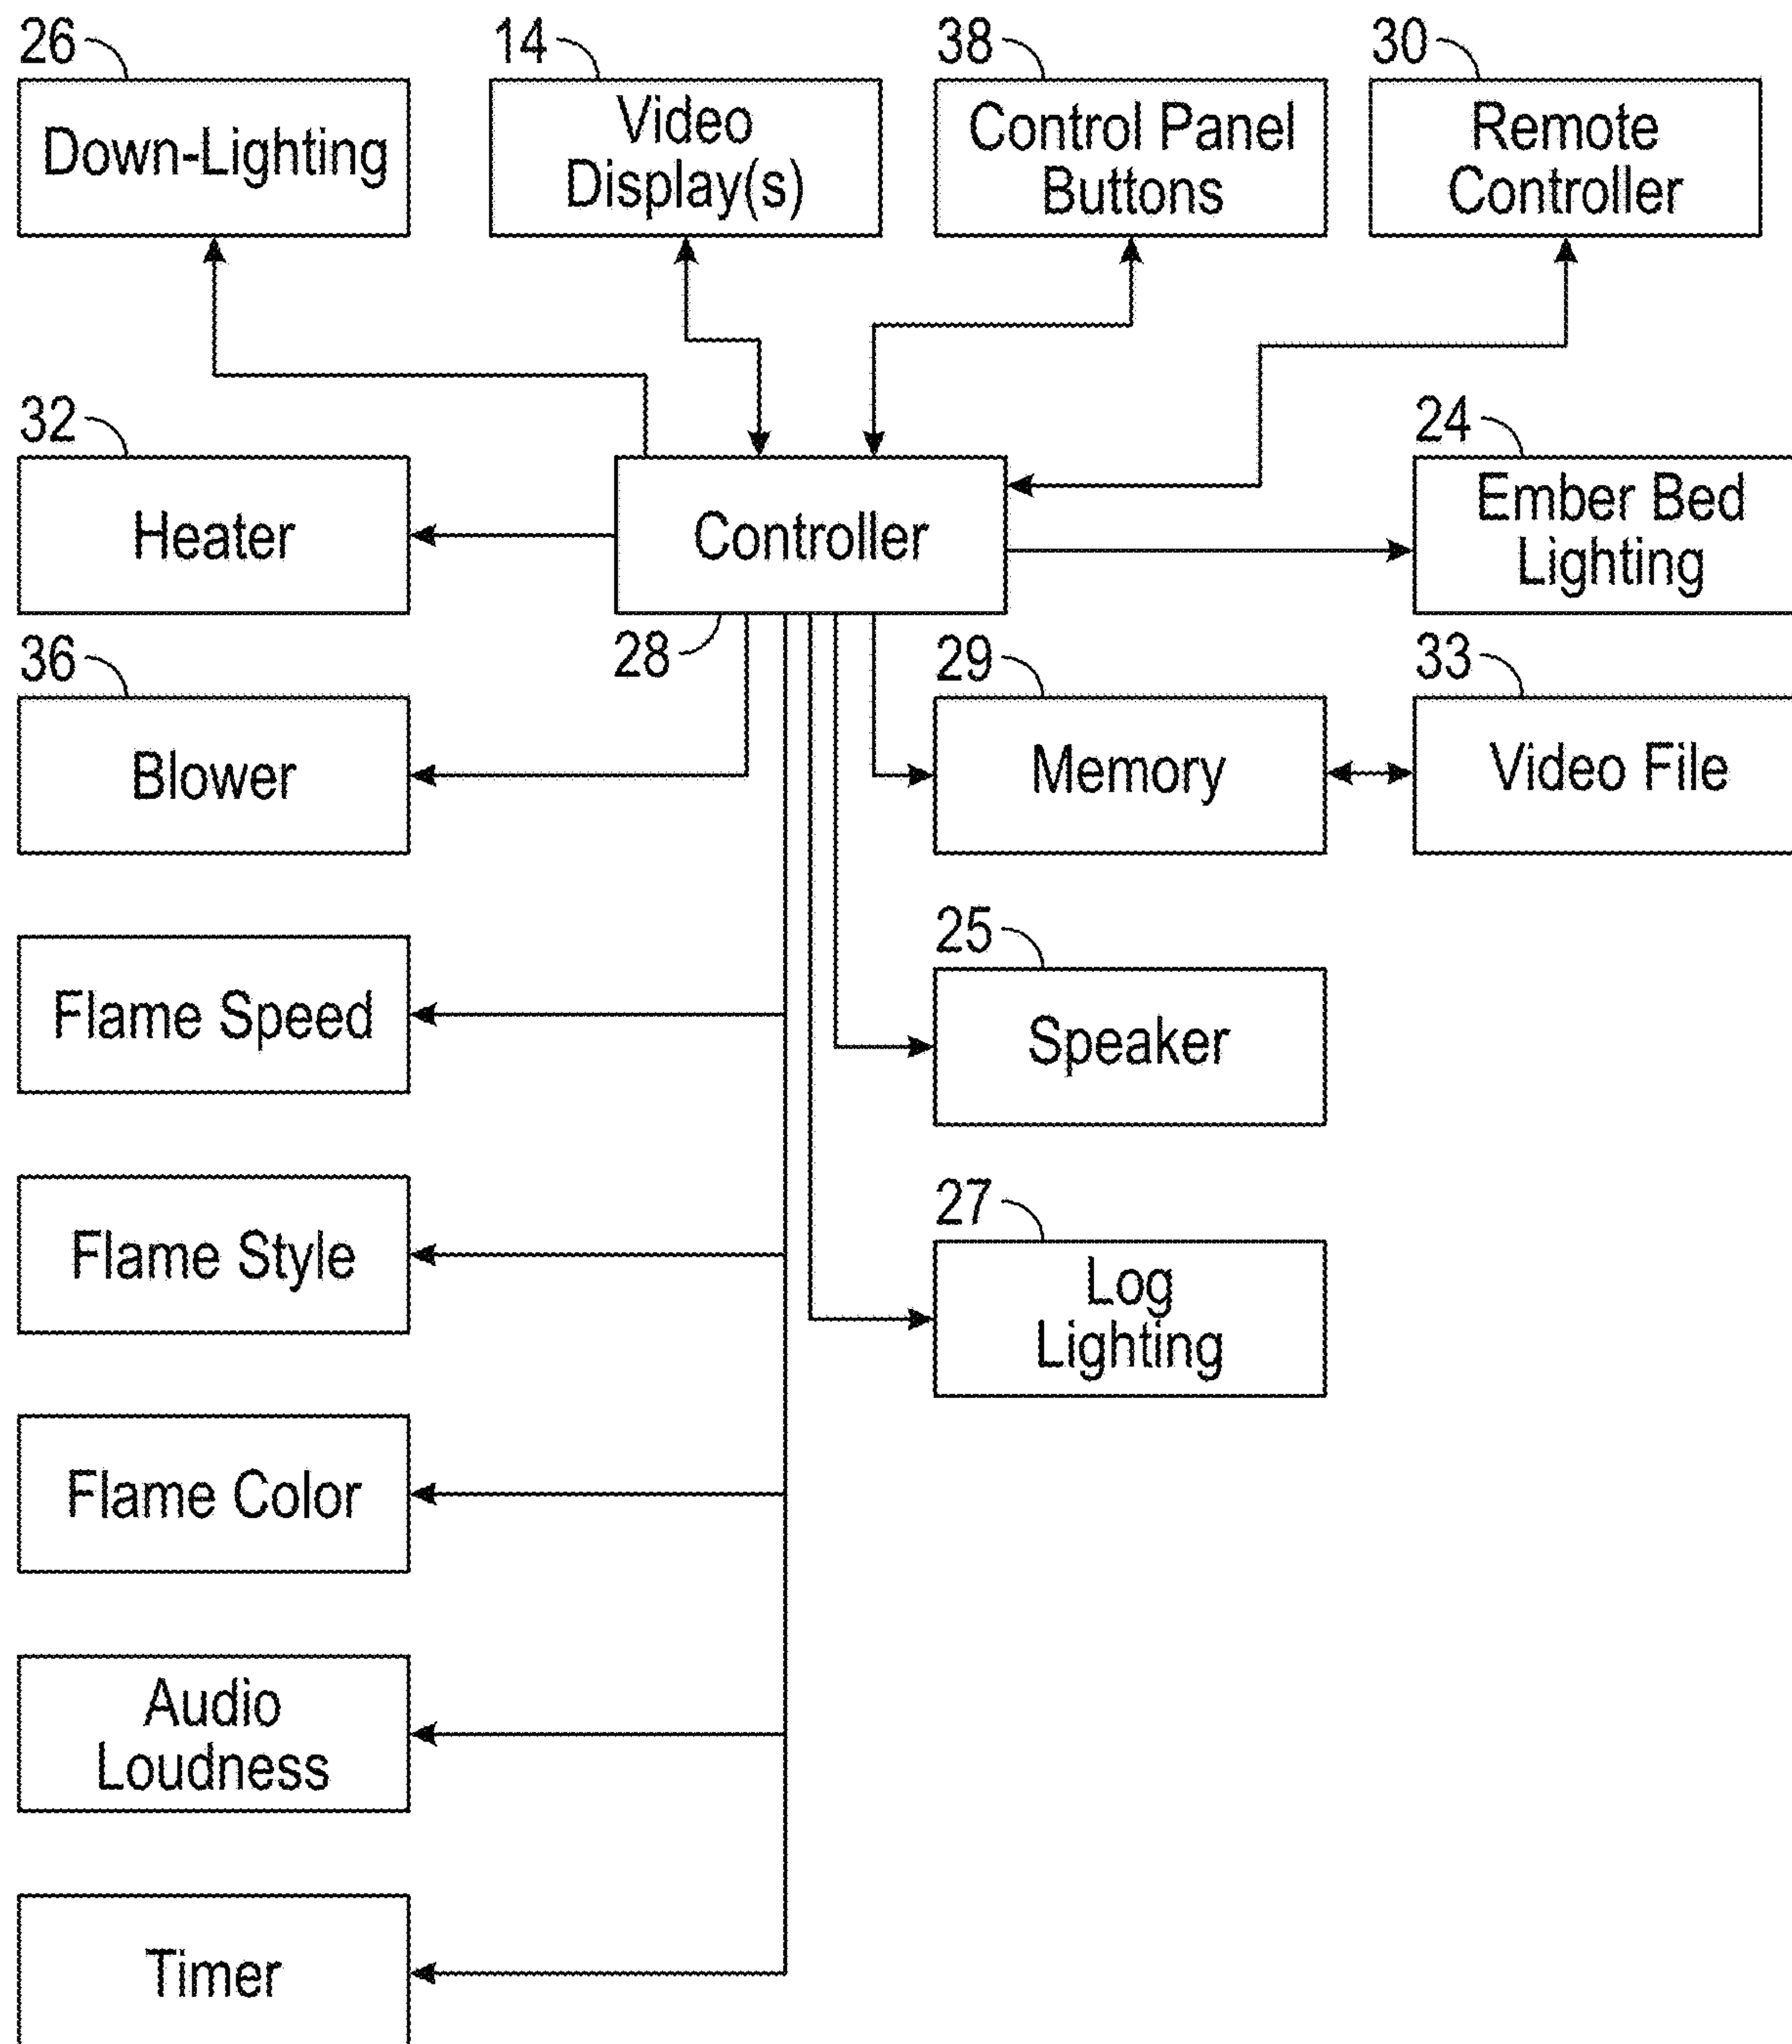 26
14
38
30
Down-Lighting
Video
Display(s)
Control Panel
Buttons
Remote
Controller
32
24
Heater
Controller
Ember Bed
Lighting
36
28
29
33
Blower
Memory
Video File
25
Flame Speed
Speaker
27
Flame Style
Log
Lighting
Flame Color
Audio
Loudness
Timer